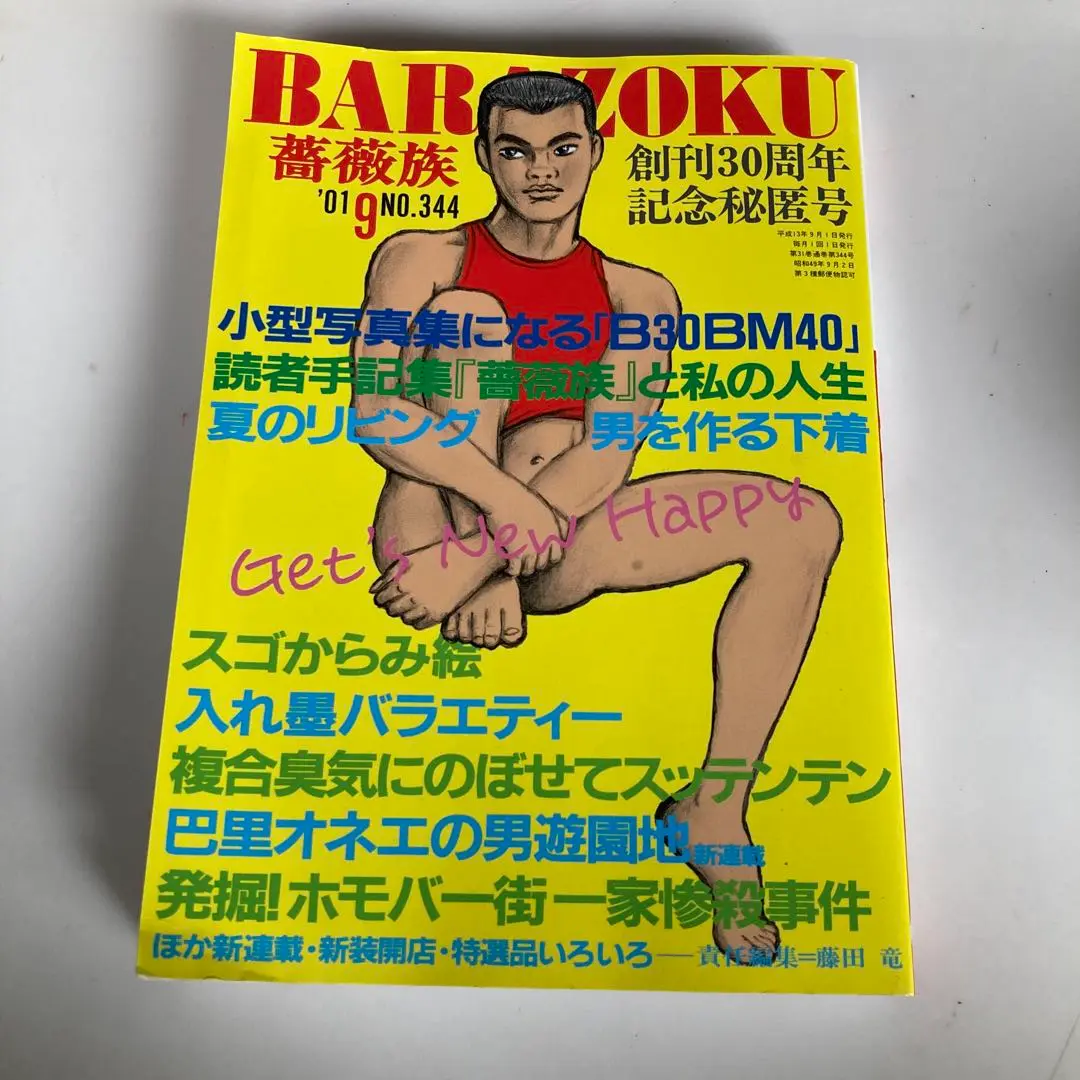 BARAZOKU
薔薇族
'01 9 NO.344
創刊30周年
記念秘匿号
平成13年9月1日発行
毎月1回1日発行
第31巻通巻第344号
昭和49年9月2日
第3種郵便物認可
小型写真集になる「B30BM40」
読者手記集『薔薇族』と私の人生
夏のリビング 男を作る下着
Get's New Happy
スゴからみ絵
入れ墨バラエティー
複合臭気にのぼせてスッテンテン
巴里オネエの男遊園地 新連載
発掘!ホモバー街一家惨殺事件
ほか新連載・新装開店・特選品いろいろ──責任編集=藤田 竜